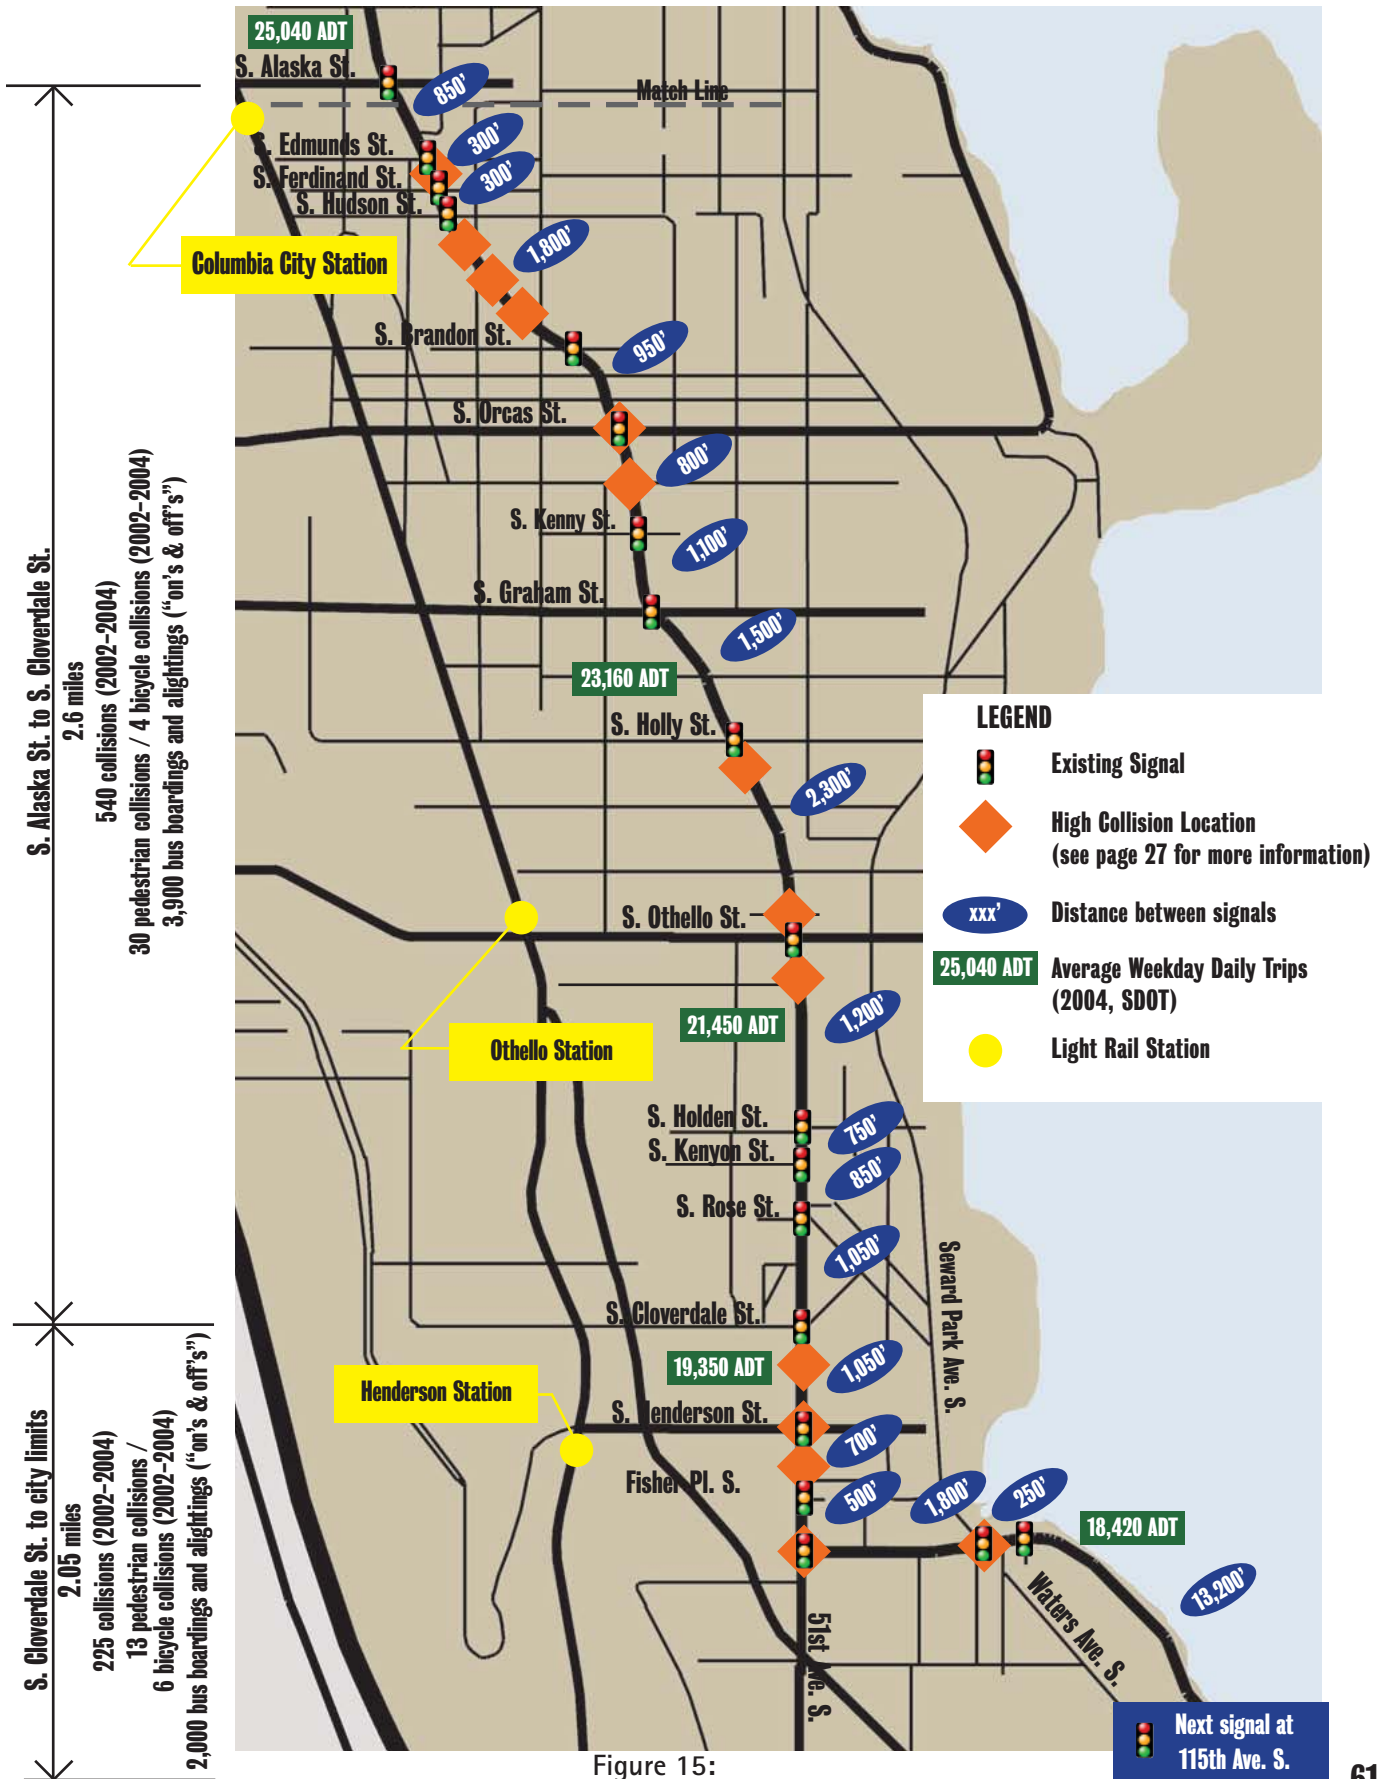 25,040 ADT
S. Alaska St.
850'
Match Line
S. Edmunds St.
300'
S. Ferdinand St.
300'
S. Hudson St.
1,800'
Columbia City Station
S. Brandon St.
950'
S. Orcas St.
800'
S. Kenny St.
1,100'
S. Graham St.
1,500'
23,160 ADT
S. Holly St.
2,300'
LEGEND
Existing Signal
High Collision Location
(see page 27 for more information)
xxx'
Distance between signals
25,040 ADT
Average Weekday Daily Trips
(2004, SDOT)
Light Rail Station
S. Othello St.
21,450 ADT
1,200'
Othello Station
S. Holden St.
750'
S. Kenyon St.
850'
S. Rose St.
1,050'
Seward Park Ave. S.
S. Cloverdale St.
19,350 ADT
1,050'
Henderson Station
S. Henderson St.
700'
Fisher Pl. S.
500'
1,800'
250'
18,420 ADT
13,200'
Waters Ave. S.
51st Ave. S.
Next signal at
115th Ave. S.
S. Alaska St. to S. Cloverdale St.
2.6 miles
540 collisions (2002-2004)
30 pedestrian collisions / 4 bicycle collisions (2002-2004)
3,900 bus boardings and alightings (“on's & off's”)
S. Cloverdale St. to city limits
2.05 miles
225 collisions (2002-2004)
13 pedestrian collisions /
6 bicycle collisions (2002-2004)
2,000 bus boardings and alightings (“on's & off's”)
Figure 15:
61